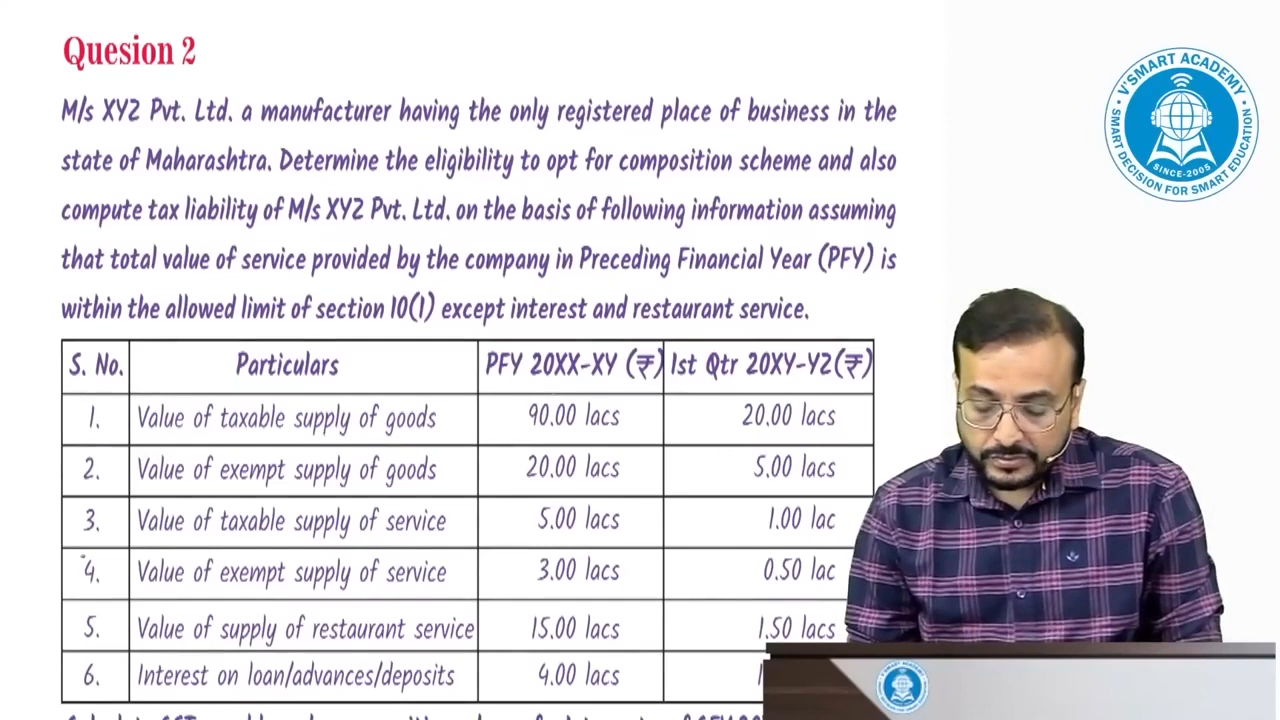 Quesion 2
M/s XYZ Pvt. Ltd. a manufacturer having the only registered place of business in the
state of Maharashtra. Determine the eligibility to opt for composition scheme and also
compute tax liability of M/s XYZ Pvt. Ltd. on the basis of following information assuming
that total value of service provided by the company in Preceding Financial Year (PFY) is
within the allowed limit of section 10(1) except interest and restaurant service.
S. No. Particulars PFY 20XX-XY (₹) 1st Qtr 20XY-YZ(₹)
1. Value of taxable supply of goods 90.00 lacs 20.00 lacs
2. Value of exempt supply of goods 20.00 lacs 5.00 lacs
3. Value of taxable supply of service 5.00 lacs 1.00 lac
4. Value of exempt supply of service 3.00 lacs 0.50 lac
5. Value of supply of restaurant service 15.00 lacs 1.50 lacs
6. Interest on loan/advances/deposits 4.00 lacs
V'SMART ACADEMY
SINCE-2005
SMART DECISION FOR SMART EDUCATION